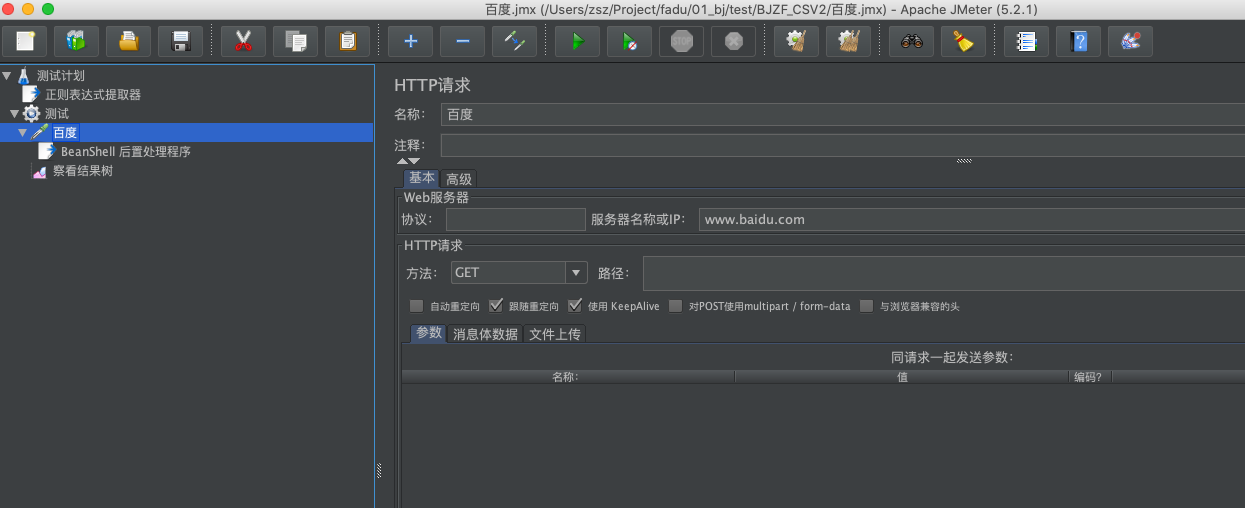 百度.jmx (/Users/zsz/Project/fadu/01_bj/test/BJZF_CSV2/百度.jmx) - Apache JMeter (5.2.1)
STOP
测试计划
正则表达式提取器
测试
百度
BeanShell 后置处理程序
察看结果树
HTTP请求
名称： 百度
注释：
基本 高级
Web服务器
协议： 服务器名称或IP： www.baidu.com
HTTP请求
方法： GET 路径：
自动重定向 跟随重定向 使用 KeepAlive 对POST使用multipart / form-data 与浏览器兼容的头
参数 消息体数据 文件上传
同请求一起发送参数：
名称： 值 编码？